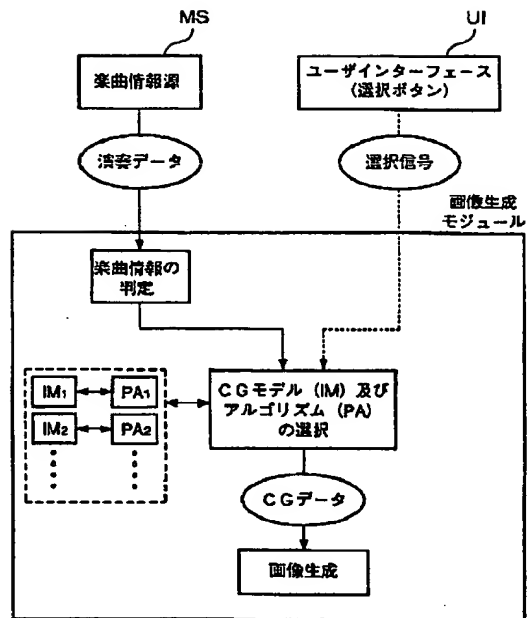 MS
UI
楽曲情報源
ユーザインターフェース
(選択ボタン)
演奏データ
選択信号
画像生成
モジュール
楽曲情報の
判定
IM1
PA1
IM2
PA2
CGモデル (IM) 及び
アルゴリズム (PA)
の選択
CGデータ
画像生成